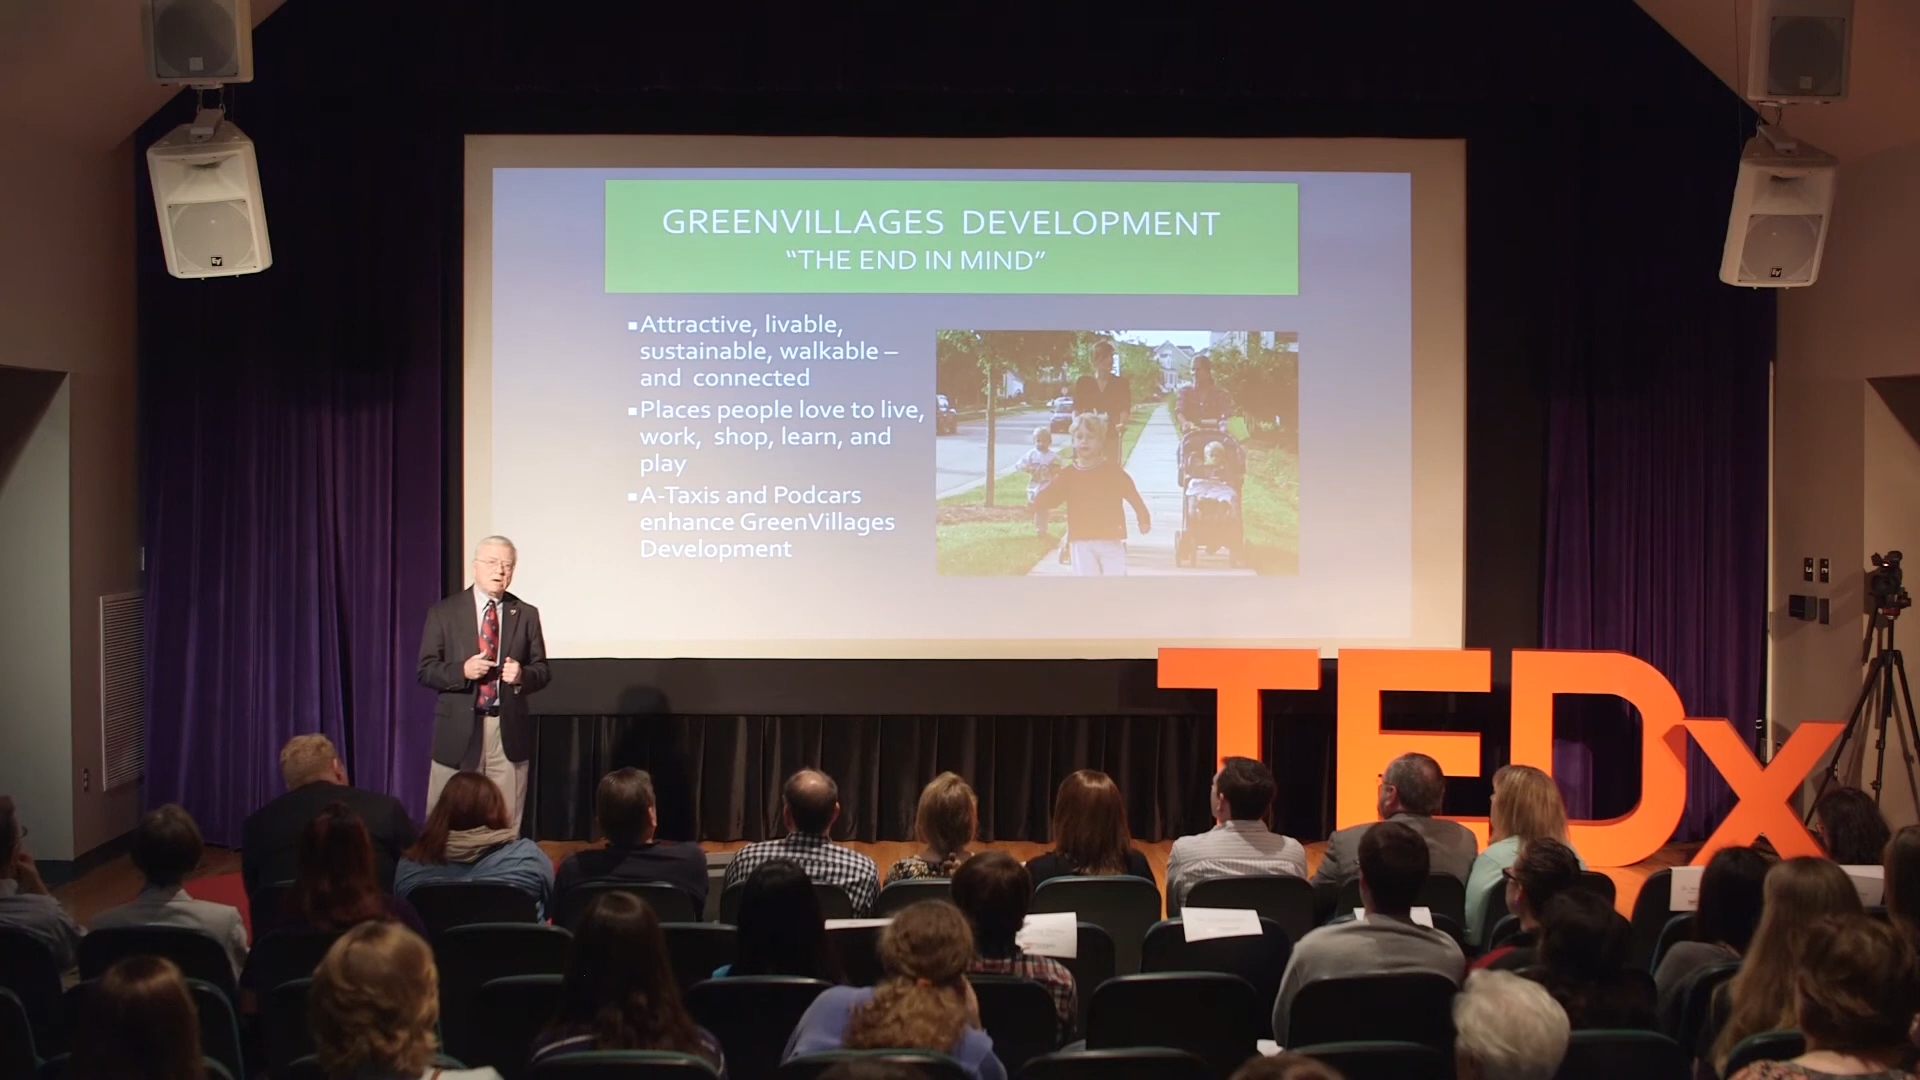 GREENVILLAGES DEVELOPMENT
“THE END IN MIND”
▪Attractive, livable,
sustainable, walkable –
and connected
▪Places people love to live,
work, shop, learn, and
play
▪A-Taxis and Podcars
enhance GreenVillages
Development
TEDx